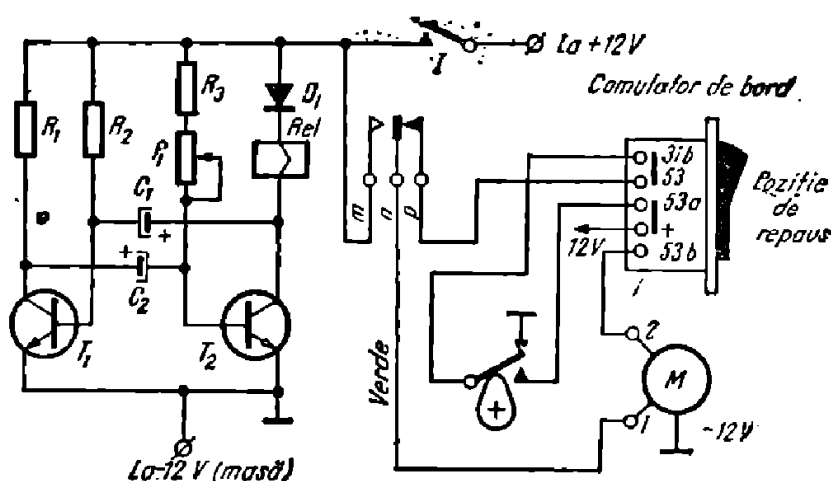 I
La +12V
Comutator de bord
R1
R2
R3
P1
D1
Rel
C1
+
+
C2
T1
T2
m
n
p
31b
53
53a
+
53b
12V
Poziție
de
repaus
Verde
+
2
M
1
-12V
La-12 V (masă)